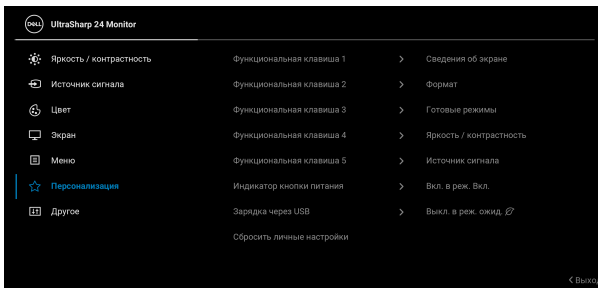 DELL UltraSharp 24 Monitor
Яркость / контрастность Функциональная клавиша 1 Сведения об экране
Источник сигнала Функциональная клавиша 2 Формат
Цвет Функциональная клавиша 3 Готовые режимы
Экран Функциональная клавиша 4 Яркость / контрастность
Меню Функциональная клавиша 5 Источник сигнала
Персонализация Индикатор кнопки питания Вкл. в реж. Вкл.
Другое Зарядка через USB Выкл. в реж. ожид.
Сбросить личные настройки
Выход